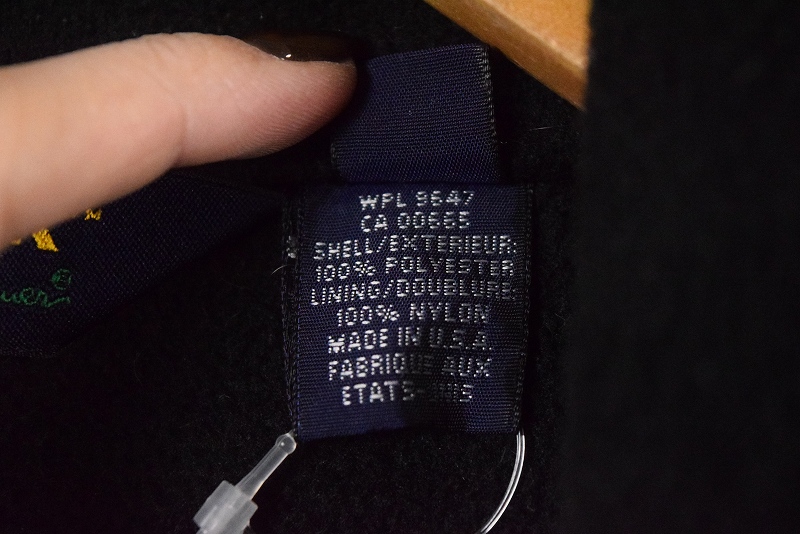 WPL 9647
CA 00665
SHELL/EXTERIEUR:
100% POLYESTER
LINING/DOUBLURE:
100% NYLON
MADE IN U.S.A.
FABRIQUE AUX
ETATS-UNIS